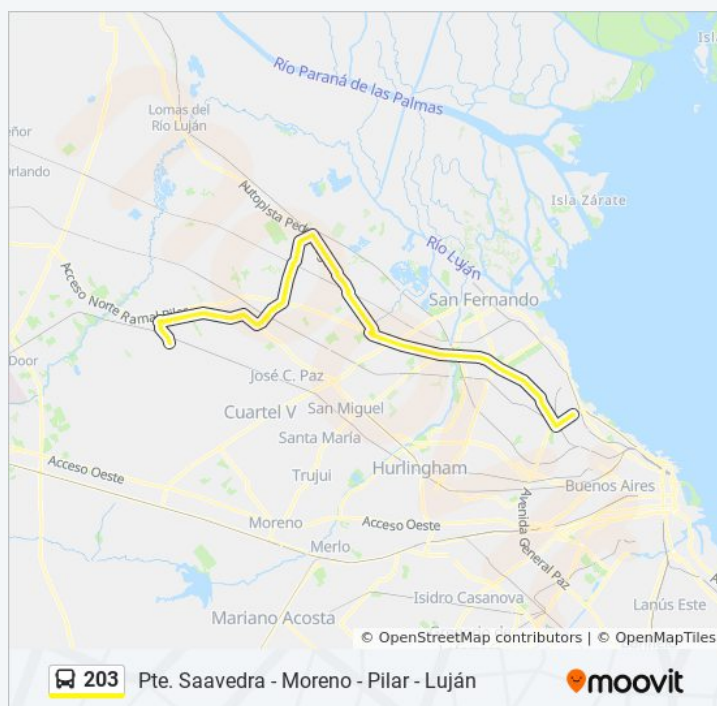 Isla
Río Paraná de las Palmas
Lomas del
Río Luján
eñor
Orlando
Isla Zárate
Autopista Ped
Río Luján
Acceso Norte Ramal Pilar
San Fernando
Door
José C. Paz
Cuartel V
San Miguel
Santa María
Acceso Oeste
Trujui
Hurlingham
Buenos Aires
Moreno
Acceso Oeste
Avenida General Paz
Merlo
Isidro Casanova
Lanús Este
Mariano Acosta
© OpenStreetMap contributors | © OpenMapTiles
203 Pte. Saavedra - Moreno - Pilar - Luján
moovit